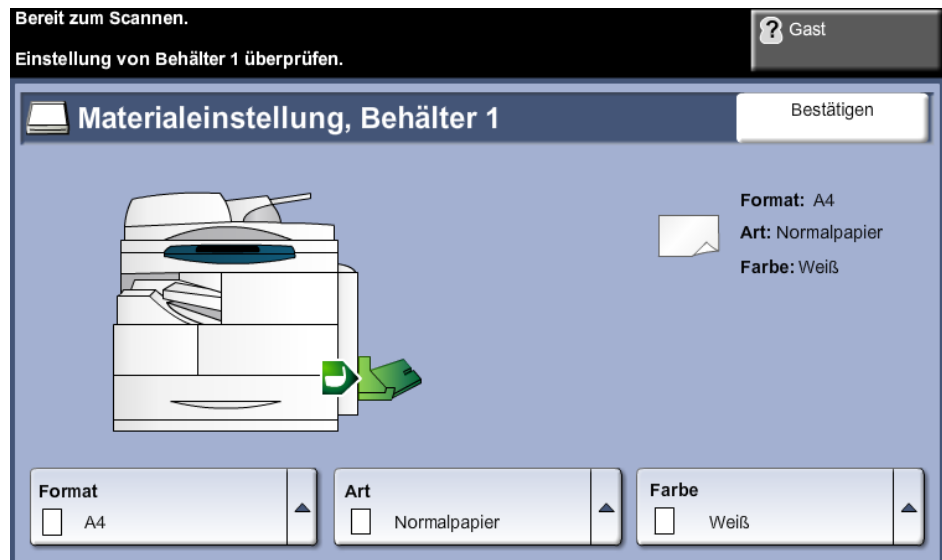 Bereit zum Scannen.
Einstellung von Behälter 1 überprüfen.
? Gast
Materialeinstellung, Behälter 1
Bestätigen
Format: A4
Art: Normalpapier
Farbe: Weiß
Format
A4
Art
Normalpapier
Farbe
Weiß